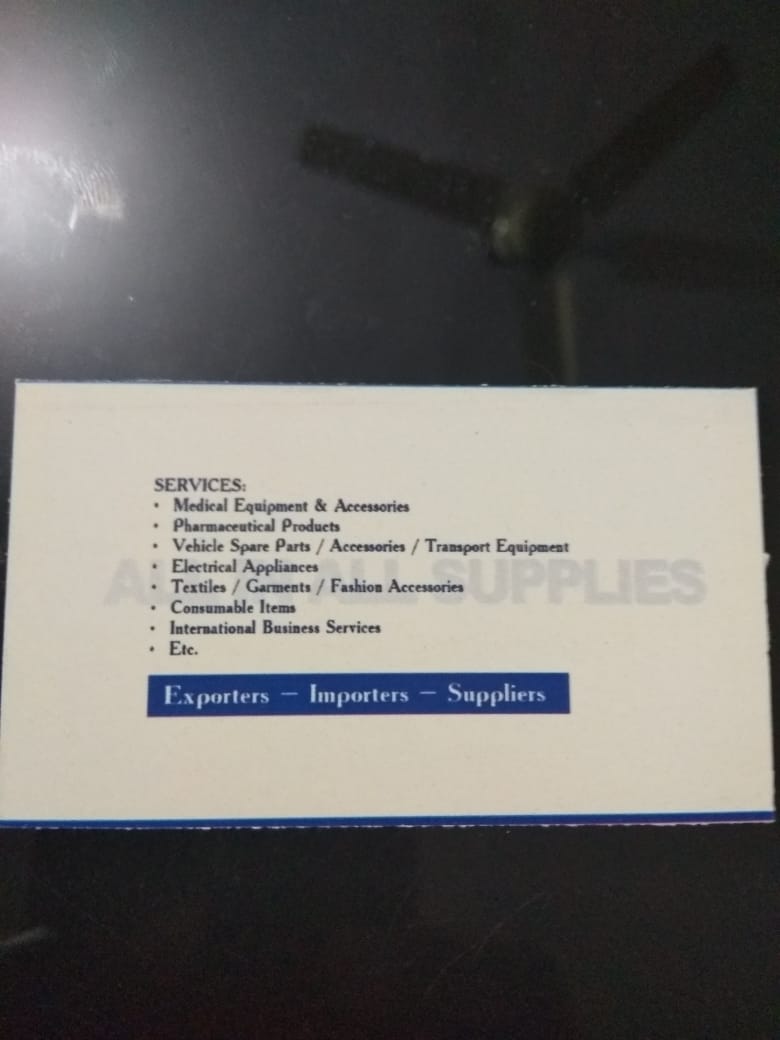 SERVICES:
• Medical Equipment & Accessories
• Pharmaceutical Products
• Vehicle Spare Parts / Accessories / Transport Equipment
• Electrical Appliances
• Textiles / Garments / Fashion Accessories
• Consumable Items
• International Business Services
• Etc.
ALL SUPPLIES
Exporters — Importers — Suppliers